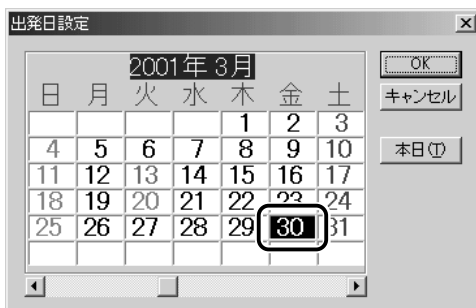 出発日設定
2001年 3月
日 月 火 水 木 金 土
1 2 3
4 5 6 7 8 9 10
11 12 13 14 15 16 17
18 19 20 21 22 23 24
25 26 27 28 29 30 31
OK
キャンセル
本日(T)